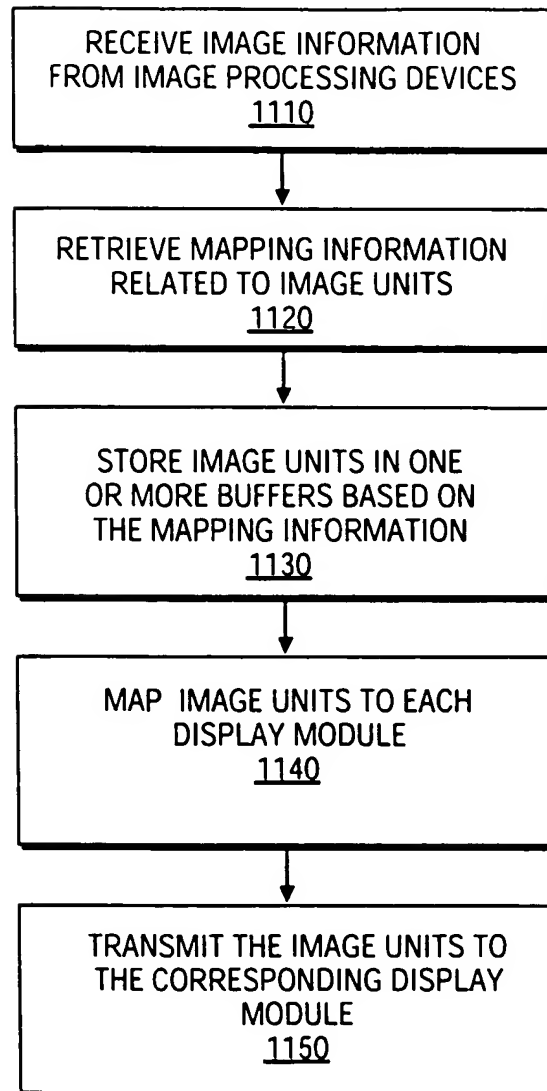 RECEIVE IMAGE INFORMATION
FROM IMAGE PROCESSING DEVICES
1110
RETRIEVE MAPPING INFORMATION
RELATED TO IMAGE UNITS
1120
STORE IMAGE UNITS IN ONE
OR MORE BUFFERS BASED ON
THE MAPPING INFORMATION
1130
MAP IMAGE UNITS TO EACH
DISPLAY MODULE
1140
TRANSMIT THE IMAGE UNITS TO
THE CORRESPONDING DISPLAY
MODULE
1150